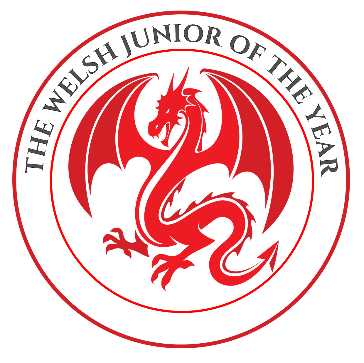 THE WELSH JUNIOR OF THE YEAR